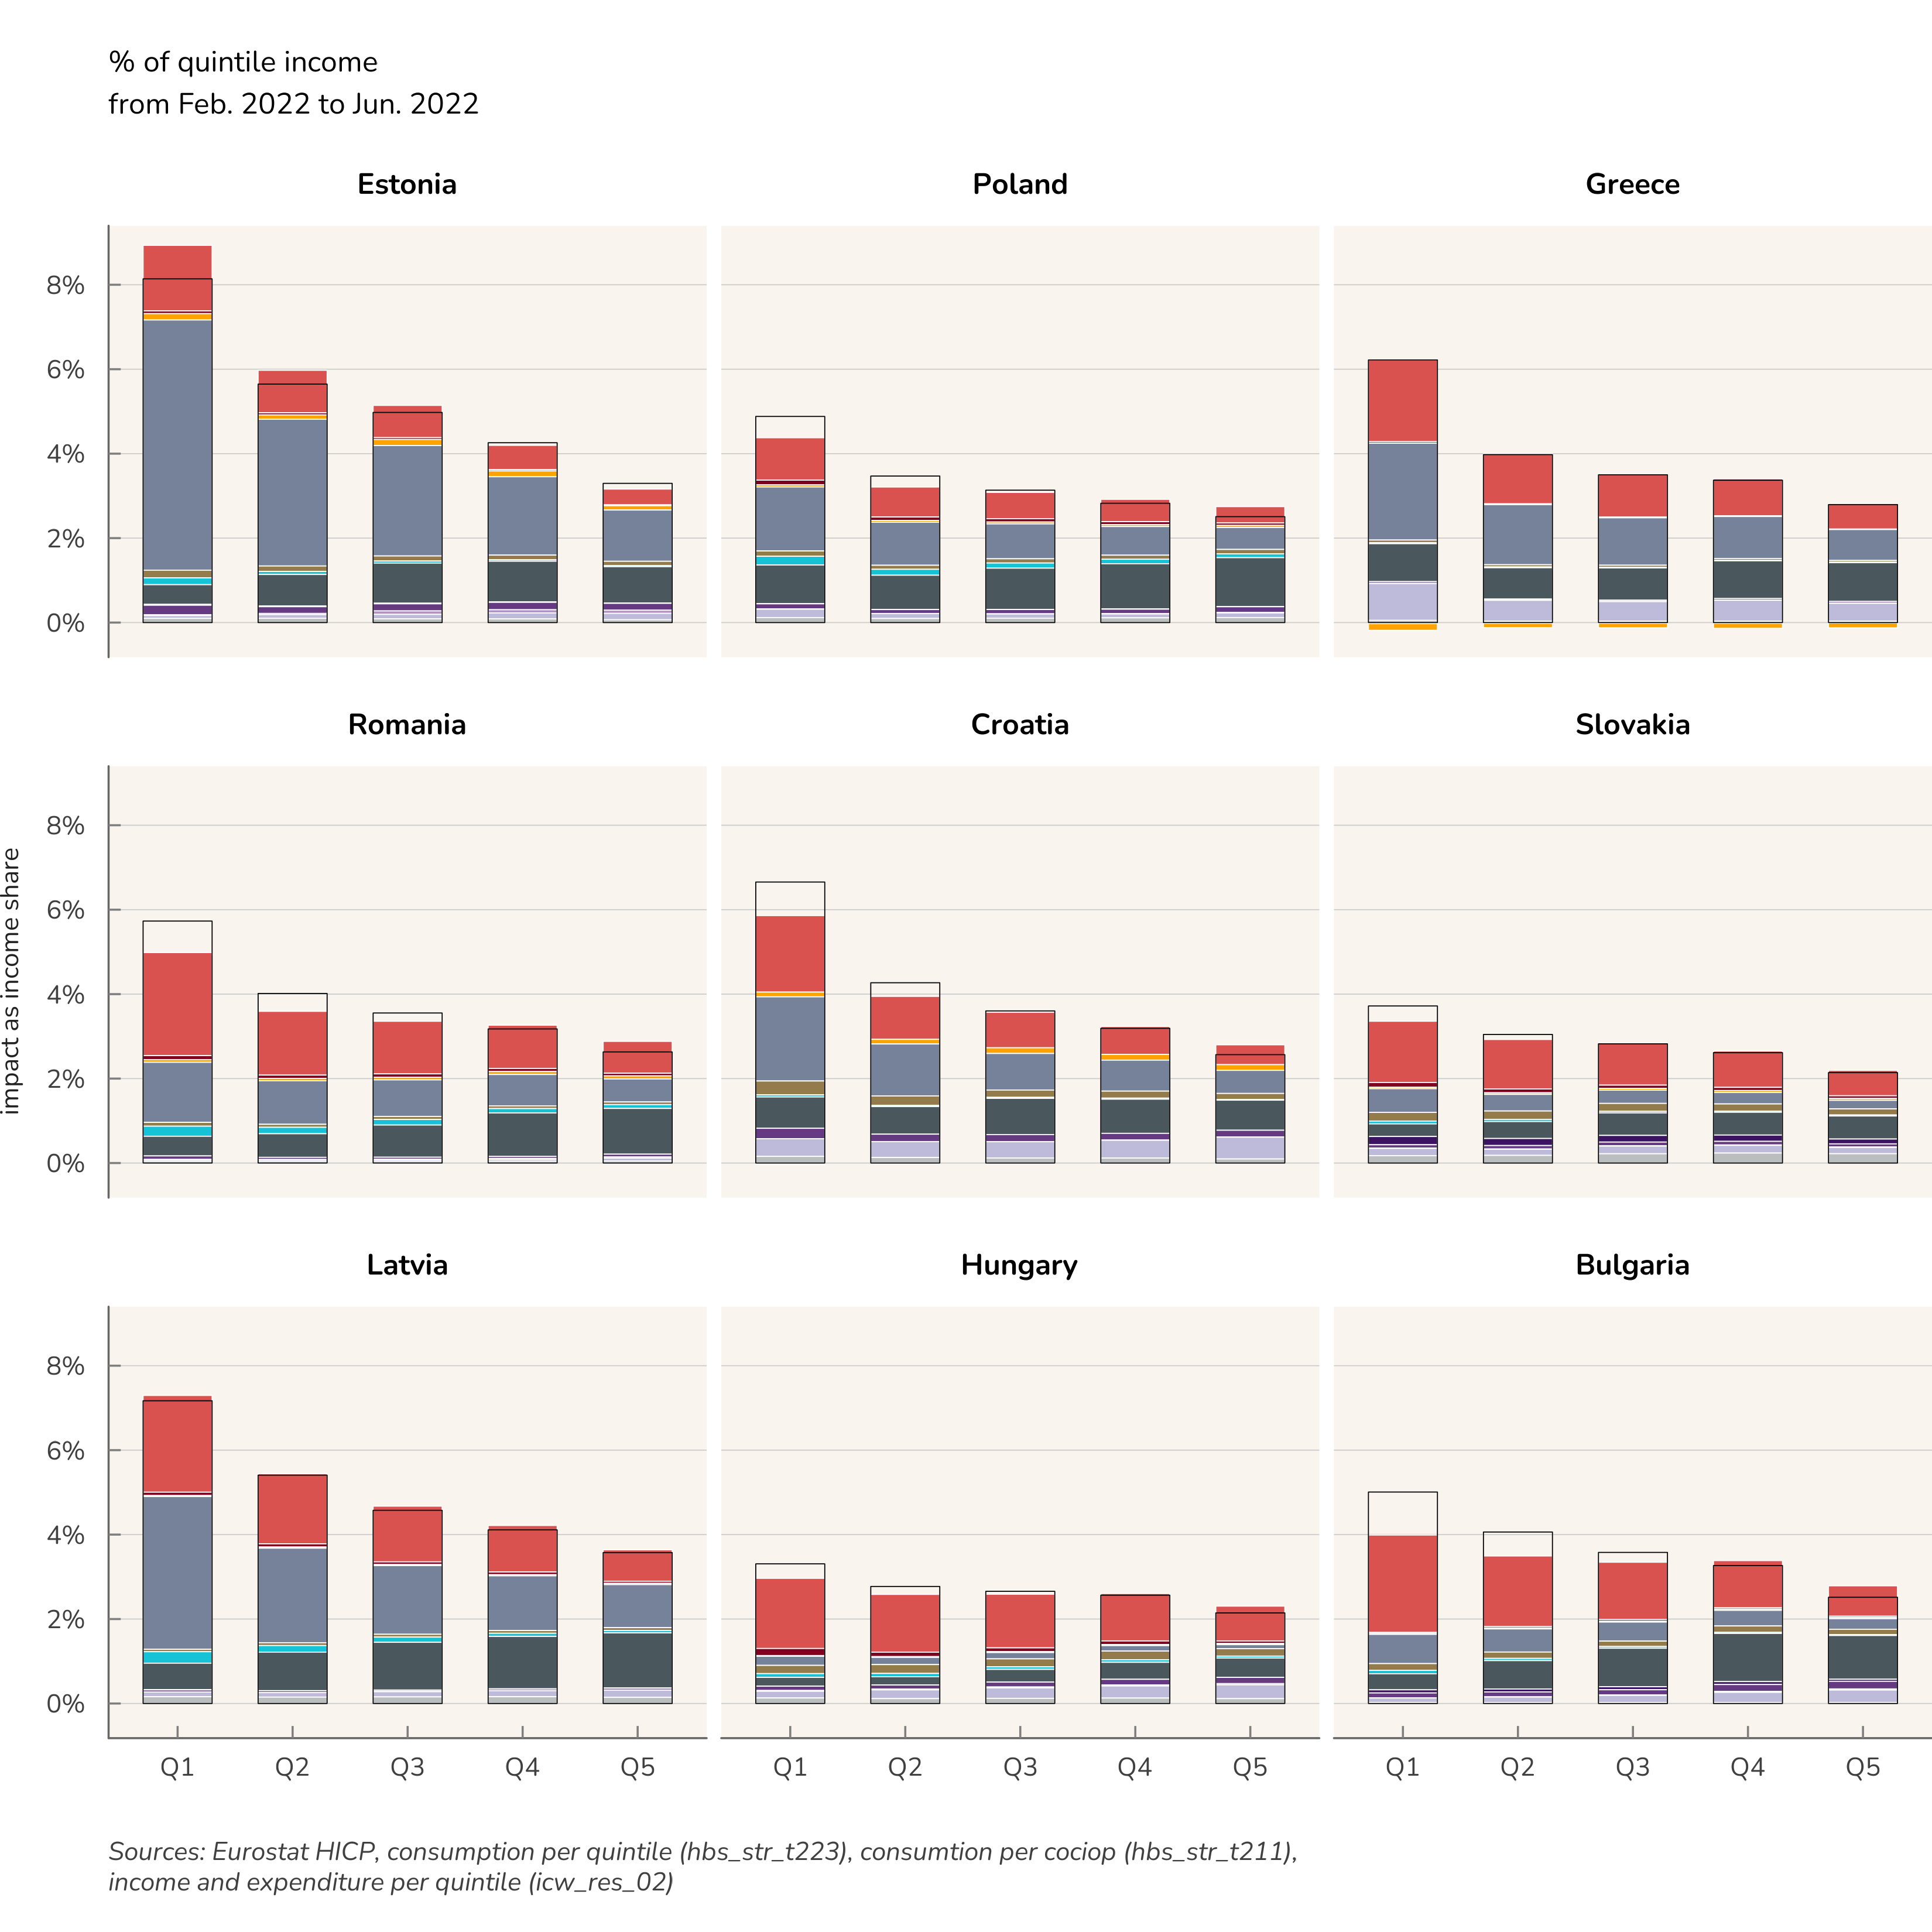 % of quintile income
from Feb. 2022 to Jun. 2022
Estonia
Poland
Greece
8%
6%
4%
2%
0%
Romania
Croatia
Slovakia
8%
6%
4%
2%
0%
impact as income share
Latvia
Hungary
Bulgaria
8%
6%
4%
2%
0%
Q1 Q2 Q3 Q4 Q5
Q1 Q2 Q3 Q4 Q5
Q1 Q2 Q3 Q4 Q5
Sources: Eurostat HICP, consumption per quintile (hbs_str_t223), consumtion per cociop (hbs_str_t211),
income and expenditure per quintile (icw_res_02)